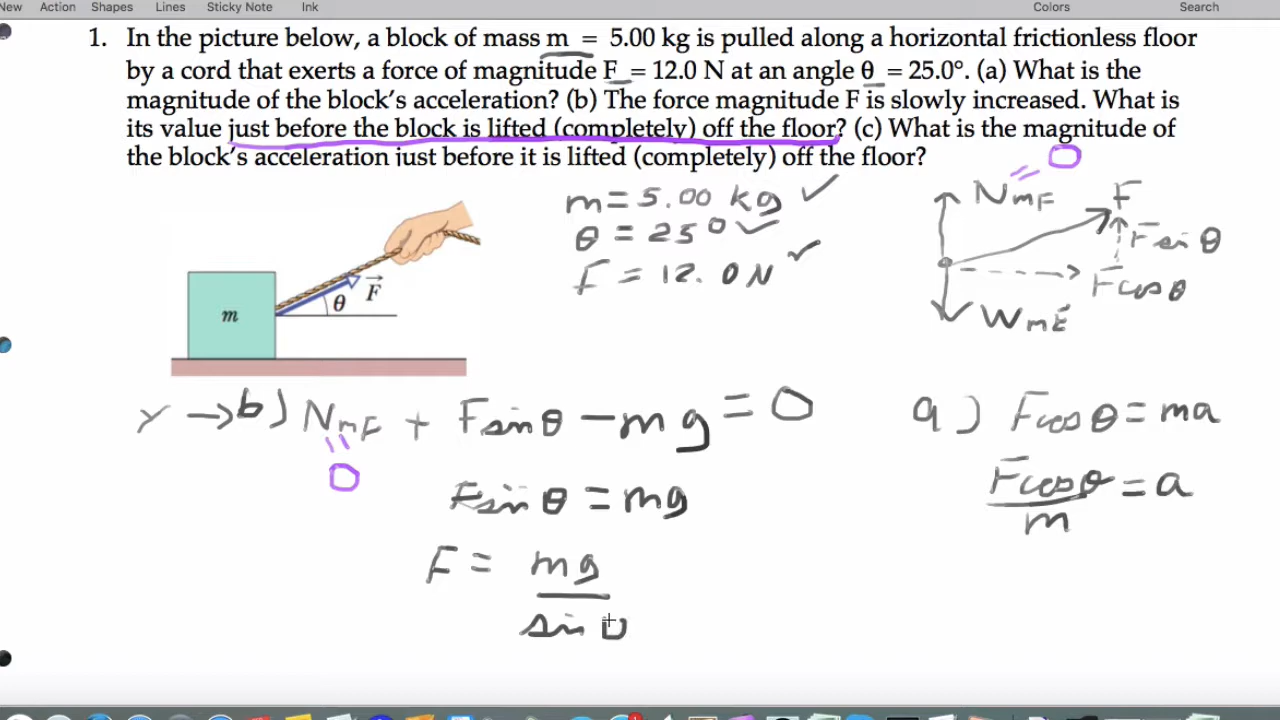 New Action Shapes Lines Sticky Note Ink Colors Search
1. In the picture below, a block of mass m = 5.00 kg is pulled along a horizontal frictionless floor
by a cord that exerts a force of magnitude F = 12.0 N at an angle θ = 25.0°. (a) What is the
magnitude of the block's acceleration? (b) The force magnitude F is slowly increased. What is
its value just before the block is lifted (completely) off the floor? (c) What is the magnitude of
the block's acceleration just before it is lifted (completely) off the floor?
m = 5.00 kg ✓
θ = 25° ✓
F = 12.0 N ✓
= 0
NmF
F
F sin θ
F cos θ
WmE
m
θ
F
y → b) NmF + F sin θ - mg = 0
= 0
F sin θ = mg
F = mg
sin
a) F cos θ = ma
F cos θ = a
m